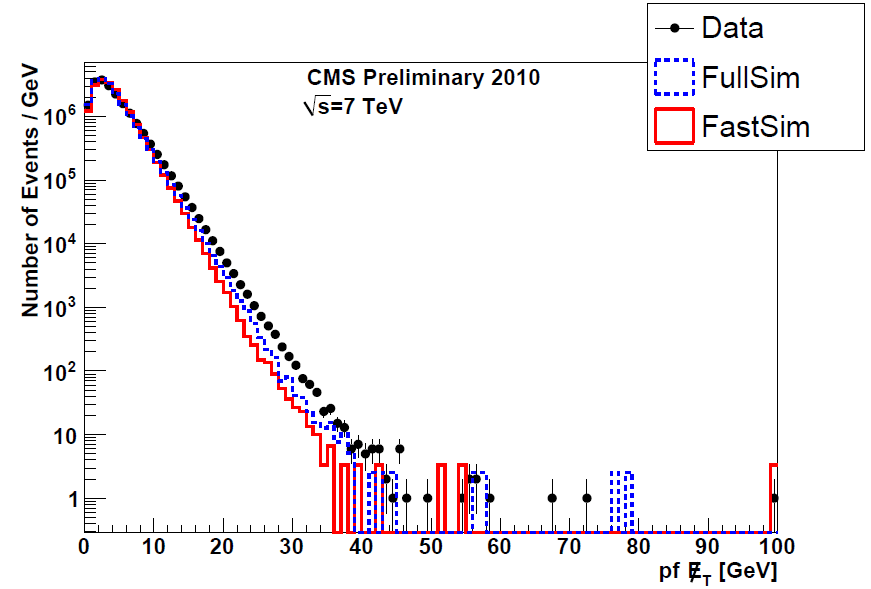 Data
FullSim
FastSim
CMS Preliminary 2010
√s=7 TeV
Number of Events / GeV
10⁶
10⁵
10⁴
10³
10²
10
1
0 10 20 30 40 50 60 70 80 90 100
pf E̸_T [GeV]